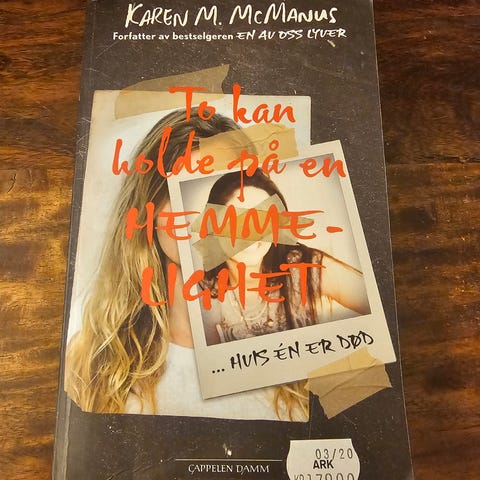 KAREN M. McMANUS
Forfatter av bestselgeren EN AV OSS LYVER
To kan
holde på en
HEMME-
LIGHET
... HVIS ÉN ER DØD
CAPPELEN DAMM
03/20
ARK